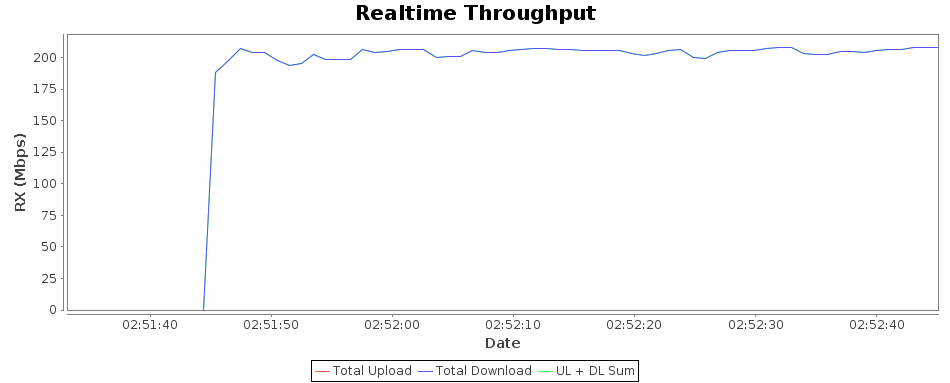 Realtime Throughput
RX (Mbps)
200
175
150
125
100
75
50
25
0
02:51:40 02:51:50 02:52:00 02:52:10 02:52:20 02:52:30 02:52:40
Date
Total Upload Total Download UL + DL Sum